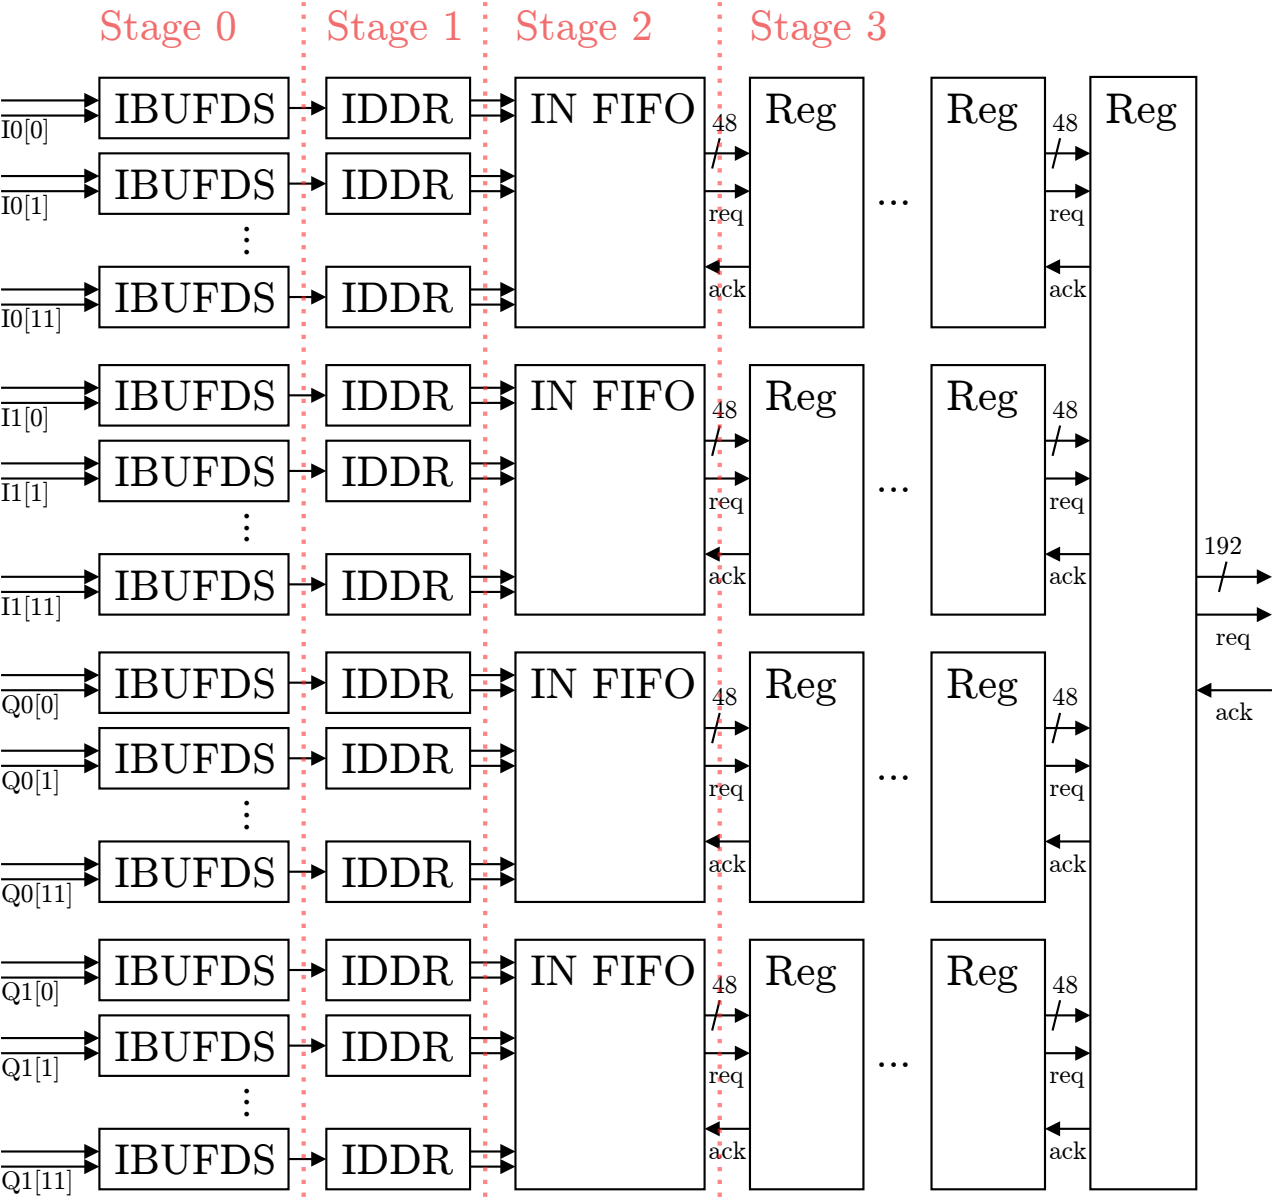 Stage 0 Stage 1 Stage 2 Stage 3
IBUFDS IDDR IN FIFO Reg Reg Reg
48 48
I0[0]
IBUFDS IDDR
I0[1] req ... req
⋮
IBUFDS IDDR ack ack
I0[11]
IBUFDS IDDR IN FIFO Reg Reg
48 48
I1[0]
IBUFDS IDDR
I1[1] req ... req
⋮
192
IBUFDS IDDR ack ack
I1[11]
req
IBUFDS IDDR IN FIFO Reg Reg
48 48
Q0[0] ack
IBUFDS IDDR
Q0[1] req ... req
⋮
IBUFDS IDDR ack ack
Q0[11]
IBUFDS IDDR IN FIFO Reg Reg
48 48
Q1[0]
IBUFDS IDDR
Q1[1] req ... req
⋮
IBUFDS IDDR ack ack
Q1[11]